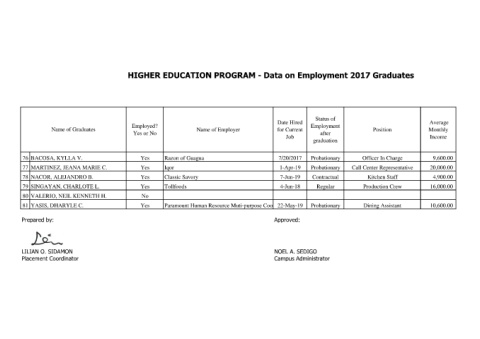 HIGHER EDUCATION PROGRAM - Data on Employment 2017 Graduates
Name of Graduates Employed? Yes or No Name of Employer Date Hired for Current Job Status of Employment after graduation Position Average Monthly Income
76 BACOSA, KYLLA V. Yes Razon of Guagua 7/20/2017 Probationary Officer In Charge 9,600.00
77 MARTINEZ, JEANA MARIE C. Yes Iqor 1-Apr-19 Probationary Call Center Representative 20,000.00
78 NACOR, ALEJANDRO B. Yes Classic Savory 7-Jun-19 Contractual Kitchen Staff 4,900.00
79 SINGAYAN, CHARLOTE L. Yes Tollfoods 4-Jun-18 Regular Production Crew 16,000.00
80 VALERIO, NEIL KENNETH H. No
81 YASIS, DHARYLE C. Yes Paramount Human Resource Muti-purpose Coo 22-May-19 Probationary Dining Assistant 10,600.00
Prepared by: Approved:
LILIAN O. SIDAMON NOEL A. SEDIGO
Placement Coordinator Campus Administrator